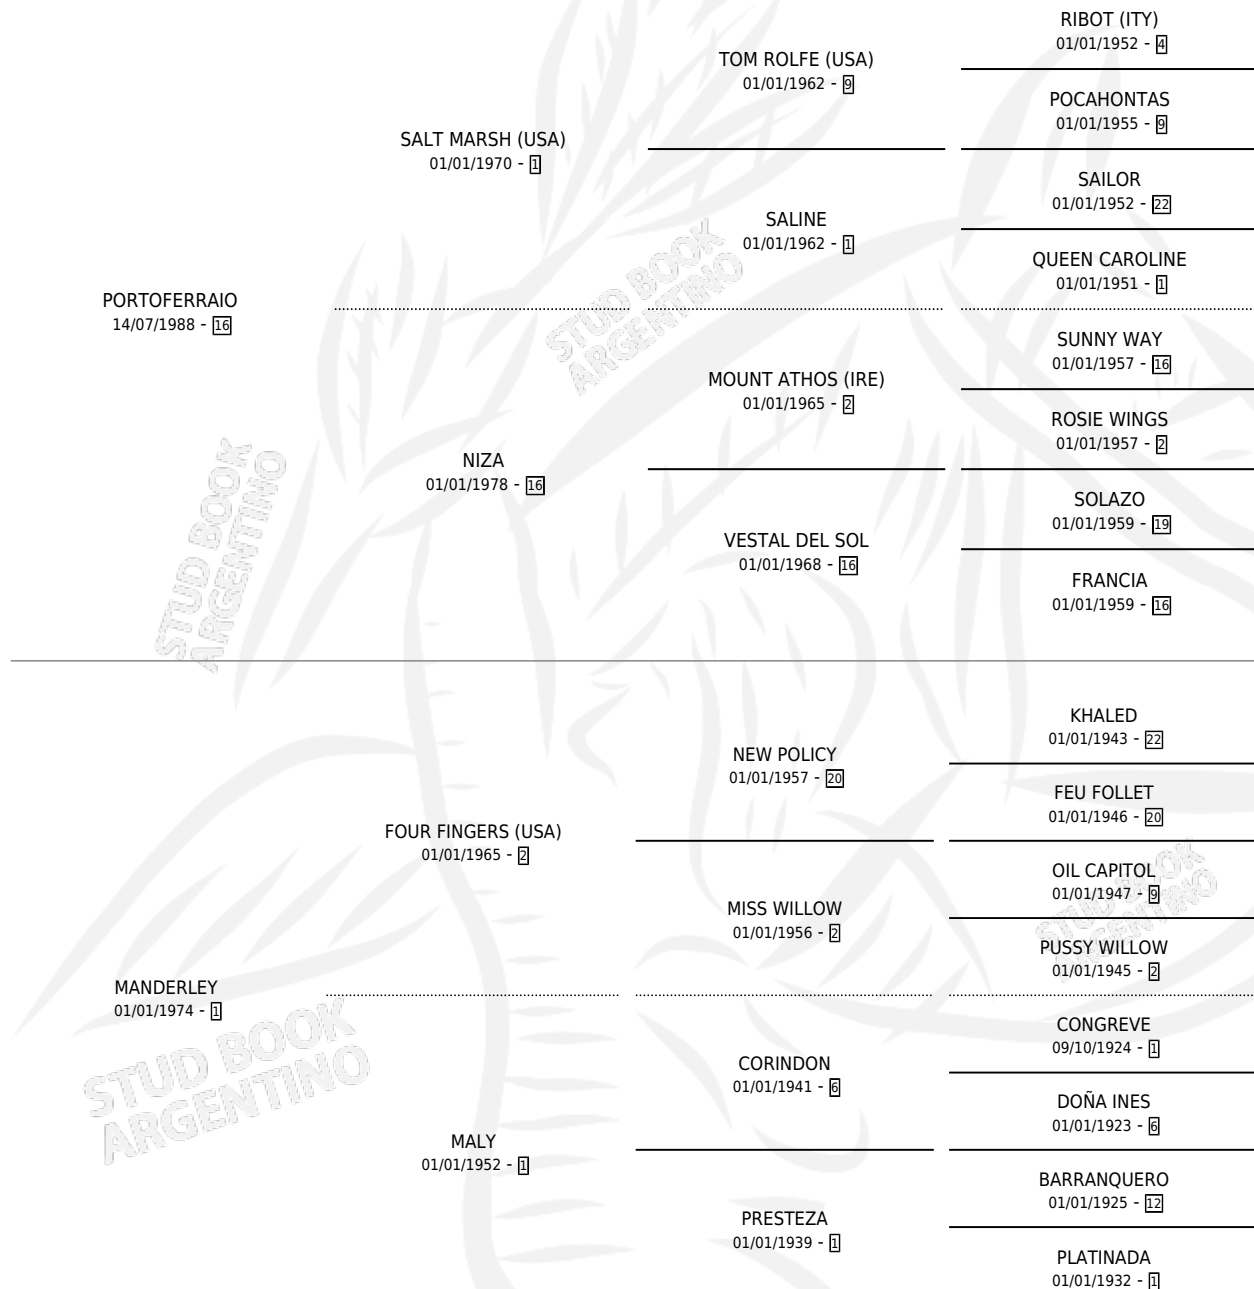 RIBOT (ITY)
01/01/1952 - 4
TOM ROLFE (USA)
01/01/1962 - 9
POCAHONTAS
01/01/1955 - 9
SALT MARSH (USA)
01/01/1970 - 1
SAILOR
01/01/1952 - 22
SALINE
01/01/1962 - 1
QUEEN CAROLINE
01/01/1951 - 1
PORTOFERRAIO
14/07/1988 - 16
STUD BOOK
ARGENTINO
SUNNY WAY
01/01/1957 - 16
MOUNT ATHOS (IRE)
01/01/1965 - 2
ROSIE WINGS
01/01/1957 - 2
NIZA
01/01/1978 - 16
SOLAZO
01/01/1959 - 19
VESTAL DEL SOL
01/01/1968 - 16
FRANCIA
01/01/1959 - 16
STUD BOOK
ARGENTINO
KHALED
01/01/1943 - 22
NEW POLICY
01/01/1957 - 20
FEU FOLLET
01/01/1946 - 20
FOUR FINGERS (USA)
01/01/1965 - 2
OIL CAPITOL
01/01/1947 - 9
MISS WILLOW
01/01/1956 - 2
PUSSY WILLOW
01/01/1945 - 2
STUD BOOK
ARGENTINO
MANDERLEY
01/01/1974 - 1
CONGREVE
09/10/1924 - 1
CORINDON
01/01/1941 - 6
DOÑA INES
01/01/1923 - 6
STUD BOOK
ARGENTINO
MALY
01/01/1952 - 1
BARRANQUERO
01/01/1925 - 12
PRESTEZA
01/01/1939 - 1
PLATINADA
01/01/1932 - 1